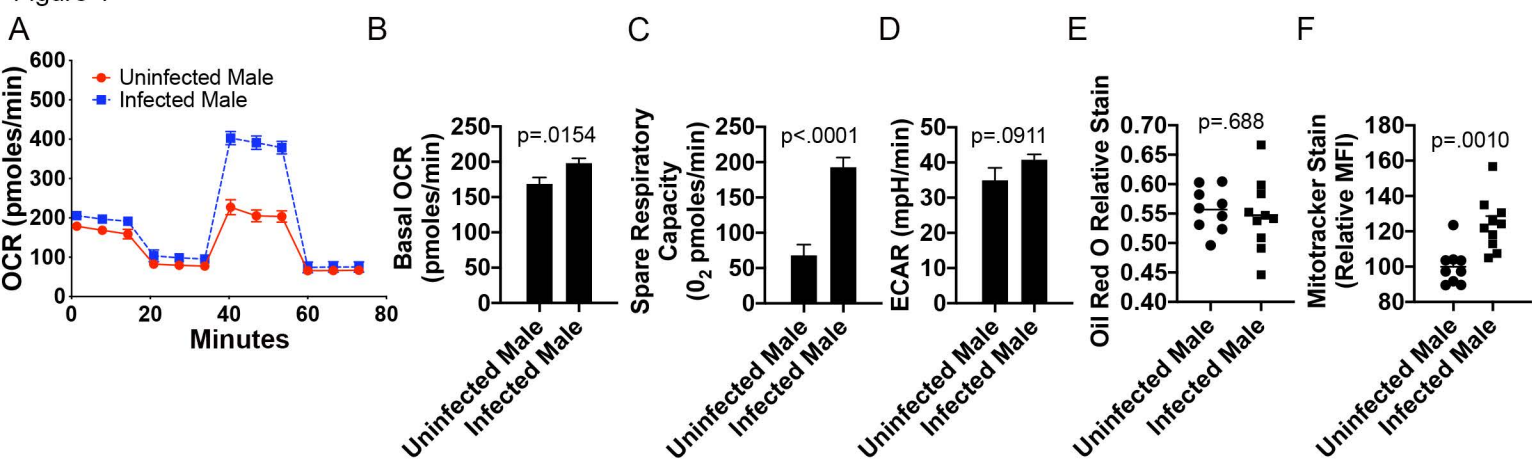 A
OCR (pmoles/min)
600
500
400
300
200
100
0
0 20 40 60 80
Minutes
Uninfected Male
Infected Male
B
Basal OCR
(pmoles/min)
250
200
150
100
50
0
p=.0154
Uninfected Male
Infected Male
C
Spare Respiratory
Capacity
(0₂ pmoles/min)
250
200
150
100
50
0
p<.0001
Uninfected Male
Infected Male
D
ECAR (mpH/min)
50
40
30
20
10
0
p=.0911
Uninfected Male
Infected Male
E
Oil Red O Relative Stain
0.70
0.65
0.60
0.55
0.50
0.45
0.40
p=.688
Uninfected Male
Infected Male
F
Mitotracker Stain
(Relative MFI)
180
160
140
120
100
80
p=.0010
Uninfected Male
Infected Male